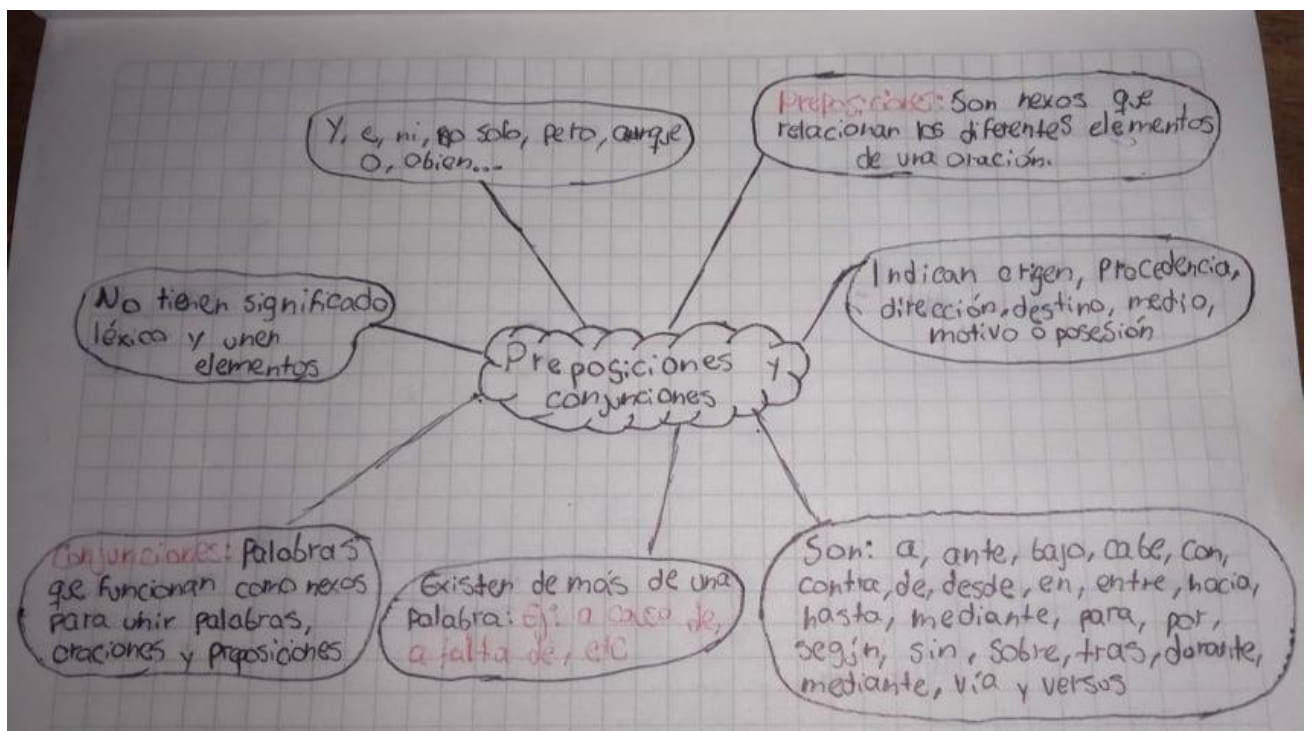 Y, e, ni, no solo, pero, aunque
o, obien...
Preposiciones: Son nexos que
relacionan los diferentes elementos
de una oración.
No tienen significado
léxico y unen
elementos
Indican origen, procedencia,
dirección, destino, medio,
motivo ó posesión
Preposiciones y
conjunciones
Conjunciones: Palabras
que funcionan como nexos
para unir palabras,
oraciones y proposiciones
Existen de más de una
palabra: Ej: a de,
a falta de, etc
Son: a, ante, bajo, cabe, con,
contra, de, desde, en, entre, hacia,
hasta, mediante, para, por,
según, sin, sobre, tras, durante,
mediante, vía y versus